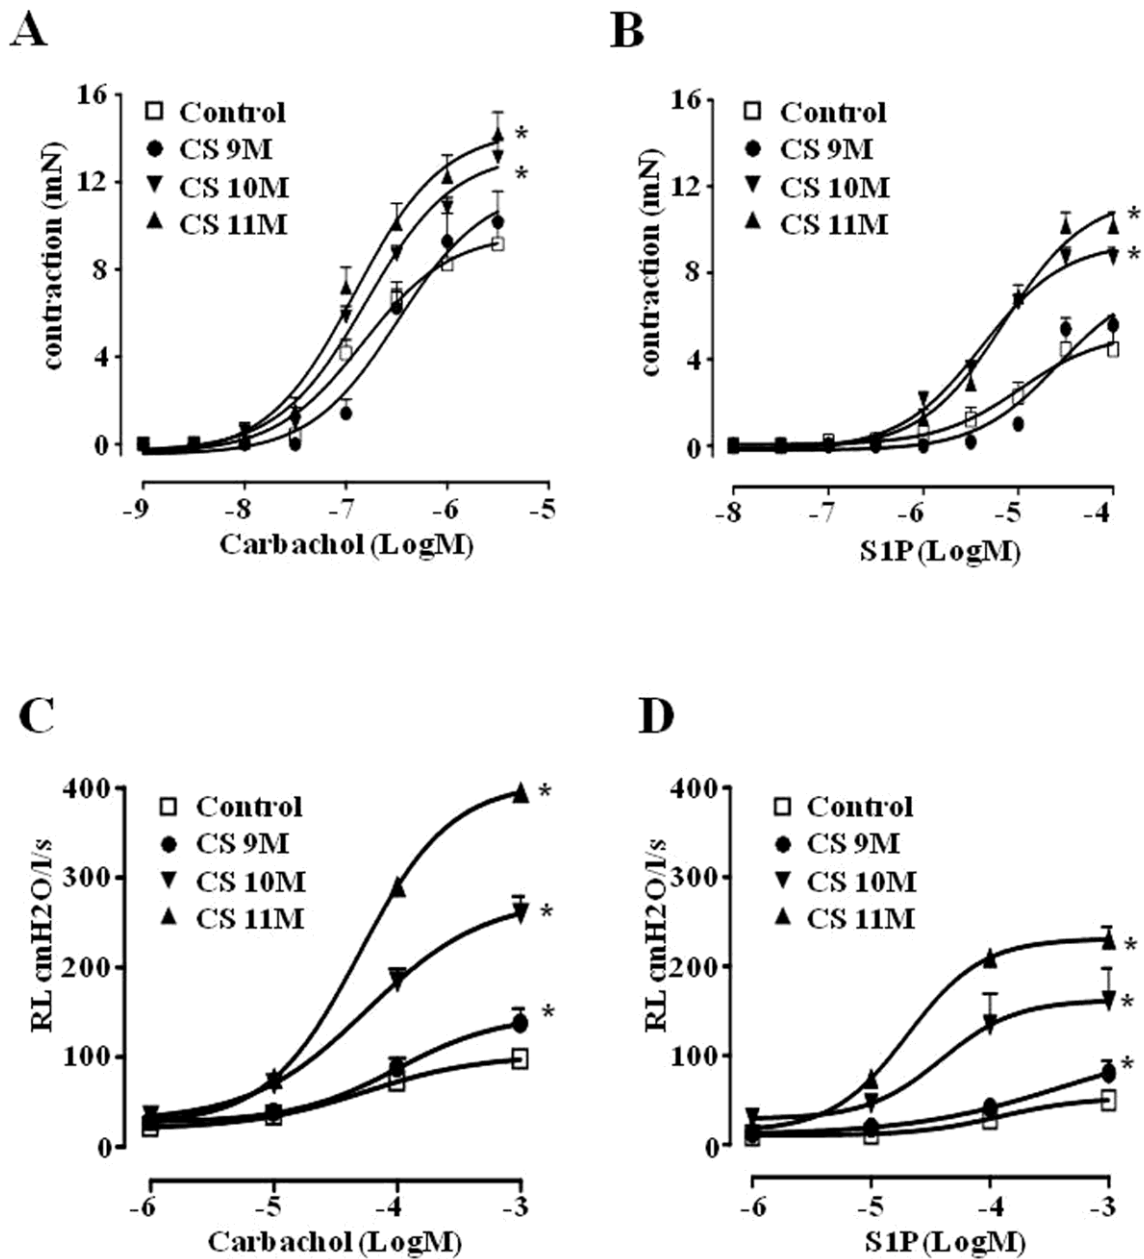 A
16
12
8
4
0
contraction (mN)
Control
CS 9M
CS 10M
CS 11M
*
*
-9 -8 -7 -6 -5
Carbachol (LogM)
B
16
12
8
4
0
contraction (mN)
Control
CS 9M
CS 10M
CS 11M
*
*
-8 -7 -6 -5 -4
S1P (LogM)
C
400
300
200
100
0
RL cmH2O/l/s
Control
CS 9M
CS 10M
CS 11M
*
*
*
-6 -5 -4 -3
Carbachol (LogM)
D
400
300
200
100
0
RL cmH2O/l/s
Control
CS 9M
CS 10M
CS 11M
*
*
*
-6 -5 -4 -3
S1P (LogM)